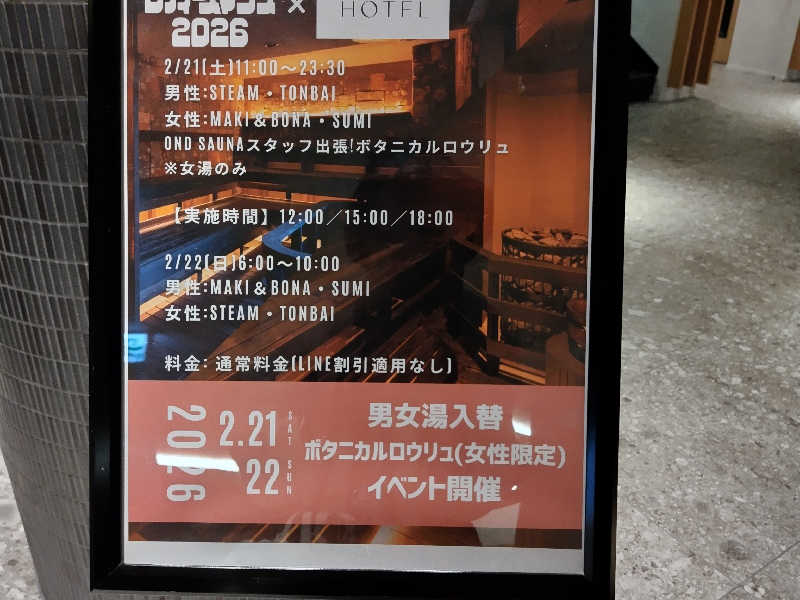 ×
HOTEL
2026
2/21(土)11:00〜23:30
男性:STEAM・TONBAI
女性:MAKI＆BONA・SUMI
OND SAUNAスタッフ出張!ボタニカルロウリュ
※女湯のみ
【実施時間】12:00／15:00／18:00
2/22(日)6:00〜10:00
男性:MAKI＆BONA・SUMI
女性:STEAM・TONBAI
料金: 通常料金(LINE割引適用なし)
2026
2.21 SAT
22 SUN
男女湯入替
ボタニカルロウリュ(女性限定)
イベント開催